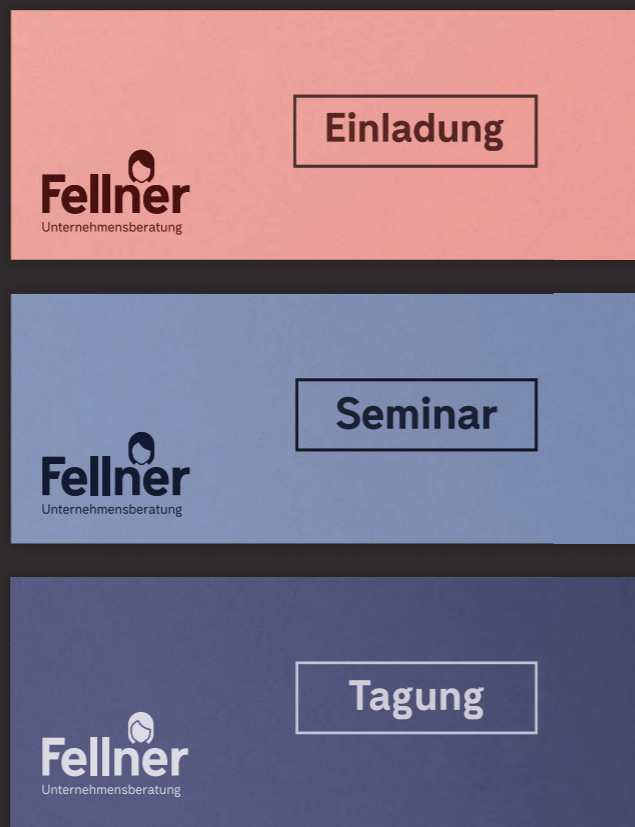 Einladung
Fellner
Unternehmensberatung
Seminar
Fellner
Unternehmensberatung
Tagung
Fellner
Unternehmensberatung